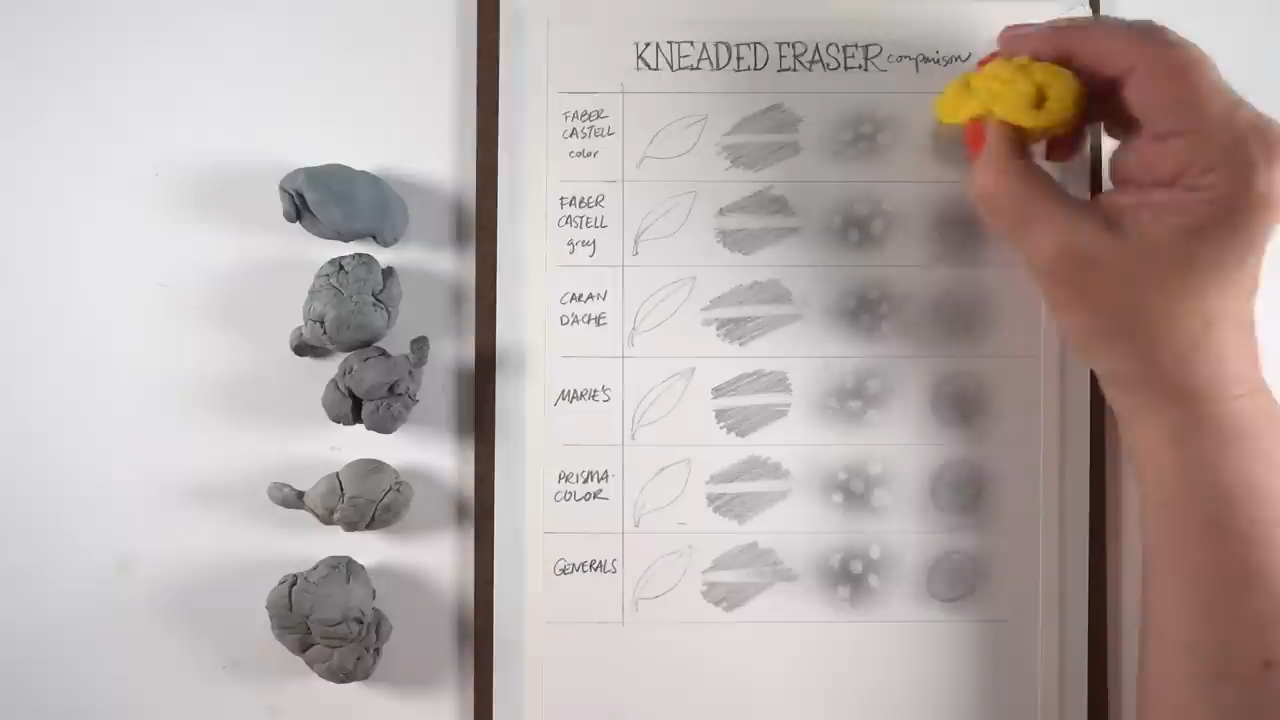 KNEADED ERASER comparison
FABER
CASTELL
color
FABER
CASTELL
grey
CARAN
D'ACHE
MARIE'S
PRISMA-
COLOR
GENERALS